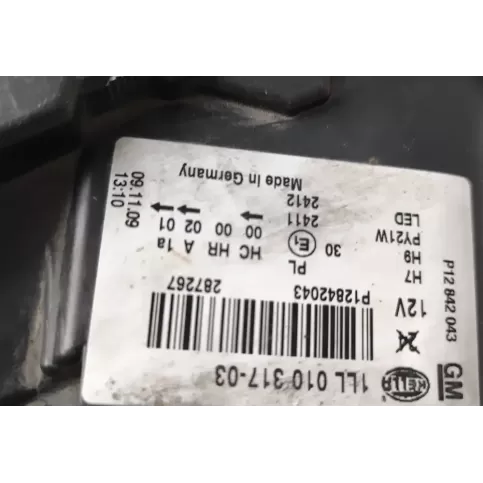 GM
HELLA
1LL 010 317-03
P12 842 043
12V
P12842043
287267
H7
H9
PY21W
LED
PL
HC HR A 1a
30
E1
00 00 02 01
2411
2412
Made in Germany
09.11.09
13:10